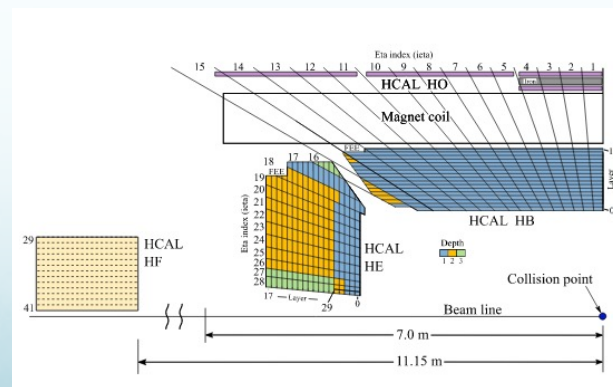 Eta index (ieta)
15 14 13 12 11 10 9 8 7 6 5 4 3 2 1
HCAL HO
Magnet coil
FEE
18 17 16
FEE
19
20
21
22
23
24
25
26
27
28
Eta index (ieta)
17 Layer 29 0
HCAL
HE
HCAL HB
Layer
0
Depth
1 2 3
29
HCAL
HF
41
Collision point
Beam line
7.0 m
11.15 m